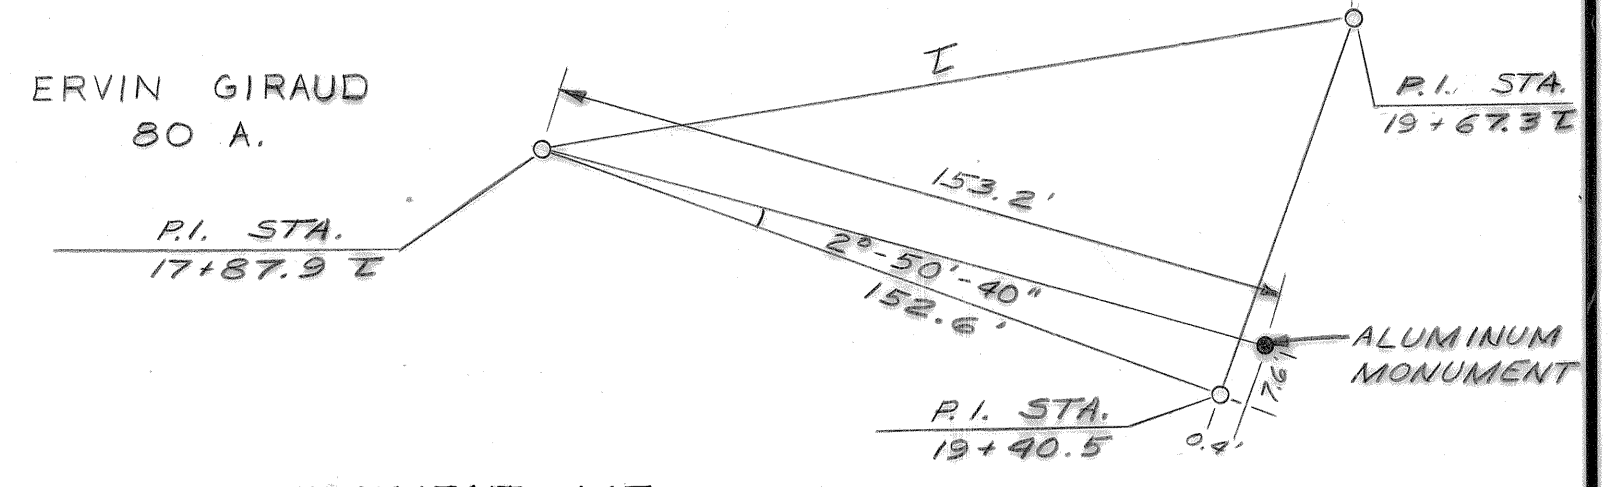 ERVIN GIRAUD
80 A.
P.I. STA.
17+87.9
P.I. STA.
19+67.3
153.2'
2°-50'-40"
152.6'
ALUMINUM
MONUMENT
7.6'
0.4'
P.I. STA.
19+40.5